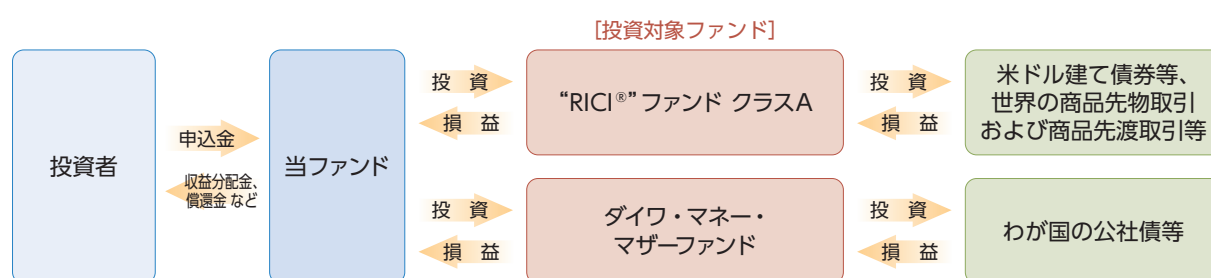 [投資対象ファンド]
投資者
申込金
収益分配金、
償還金 など
当ファンド
投 資
損 益
“RICI®”ファンド クラスA
投 資
損 益
米ドル建て債券等、
世界の商品先物取引
および商品先渡取引等
投 資
損 益
ダイワ・マネー・
マザーファンド
投 資
損 益
わが国の公社債等